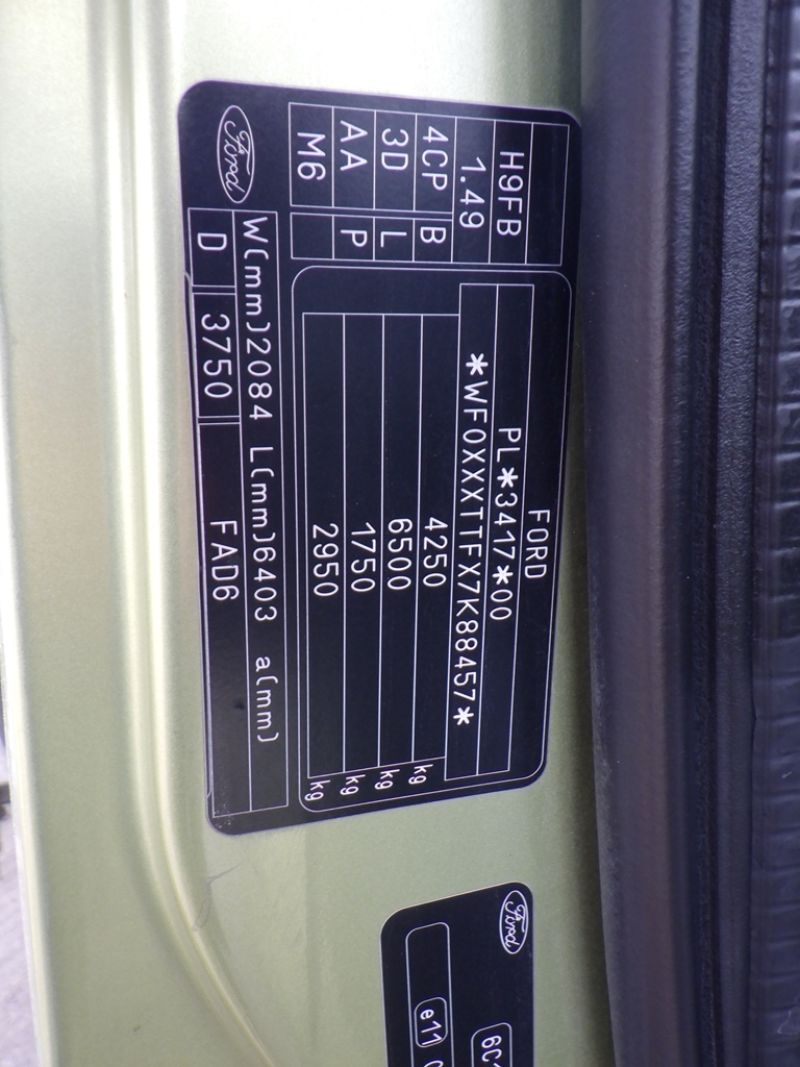 FORD
PL*3417*00
*WF0XXXTTFX7K88457*
4250 kg
6500 kg
1750 kg
2950 kg
H9FB
1.49
4CP B
3D L
AA P
M6
Ford
W(mm)2084 L(mm)6403 a(mm)
D 3750 FAD6
Ford
e11